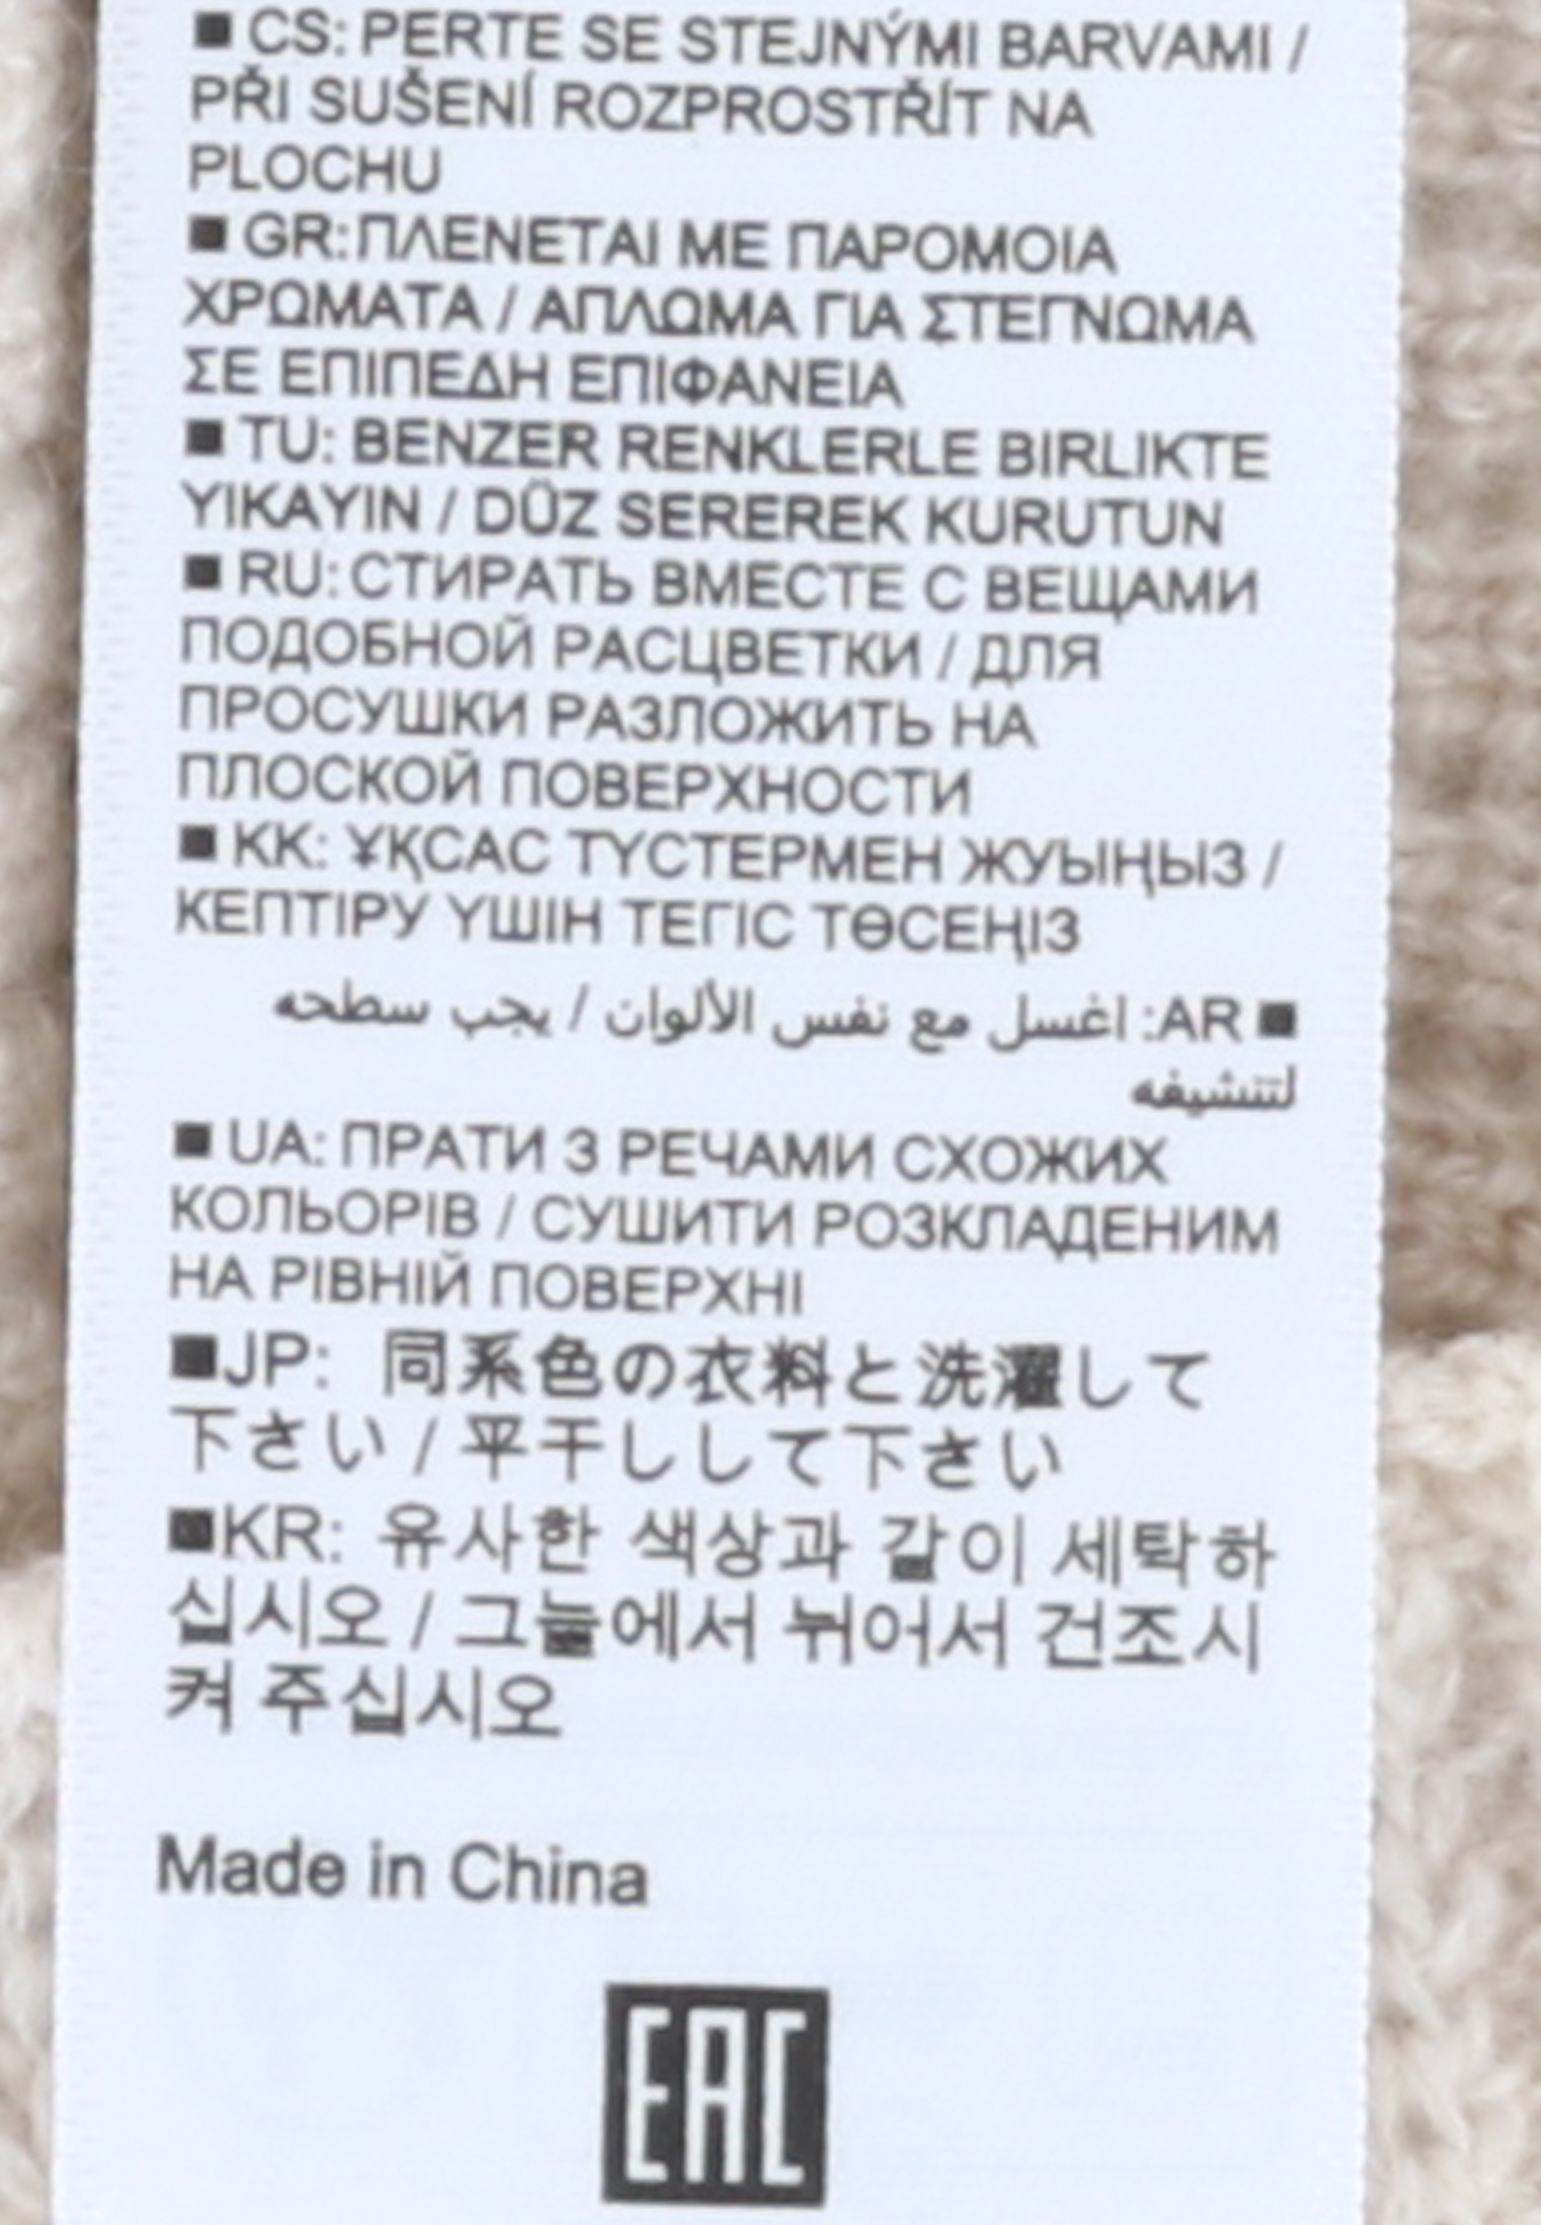 ■ CS: PERTE SE STEJNÝMI BARVAMI /
PŘI SUŠENÍ ROZPROSTŘÍT NA
PLOCHU
■ GR: ΠΛΕΝΕΤΑΙ ΜΕ ΠΑΡΟΜΟΙΑ
ΧΡΩΜΑΤΑ / ΑΠΛΩΜΑ ΓΙΑ ΣΤΕΓΝΩΜΑ
ΣΕ ΕΠΙΠΕΔΗ ΕΠΙΦΑΝΕΙΑ
■ TU: BENZER RENKLERLE BIRLIKTE
YIKAYIN / DÜZ SEREREK KURUTUN
■ RU: СТИРАТЬ ВМЕСТЕ С ВЕЩАМИ
ПОДОБНОЙ РАСЦВЕТКИ / ДЛЯ
ПРОСУШКИ РАЗЛОЖИТЬ НА
ПЛОСКОЙ ПОВЕРХНОСТИ
■ KK: ҰҚСАС ТҮСТЕРМЕН ЖУЫҢЫЗ /
КЕПТІРУ ҮШІН ТЕГІС ТӨСЕҢІЗ
■ AR: اغسل مع نفس الألوان / يجب سطحه
لتنشيفه
■ UA: ПРАТИ З РЕЧАМИ СХОЖИХ
КОЛЬОРІВ / СУШИТИ РОЗКЛАДЕНИМ
НА РІВНІЙ ПОВЕРХНІ
■JP: 同系色の衣料と洗濯して
下さい / 平干しして下さい
■KR: 유사한 색상과 같이 세탁하
십시오 / 그늘에서 뉘어서 건조시
켜 주십시오
Made in China
EAC